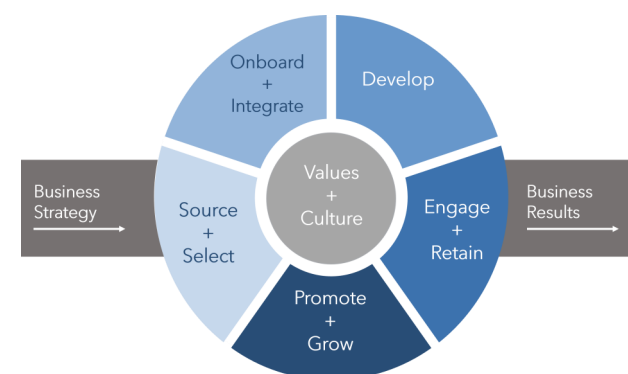 Onboard
+
Integrate
Develop
Business
Strategy
Source
+
Select
Values
+
Culture
Engage
+
Retain
Business
Results
Promote
+
Grow